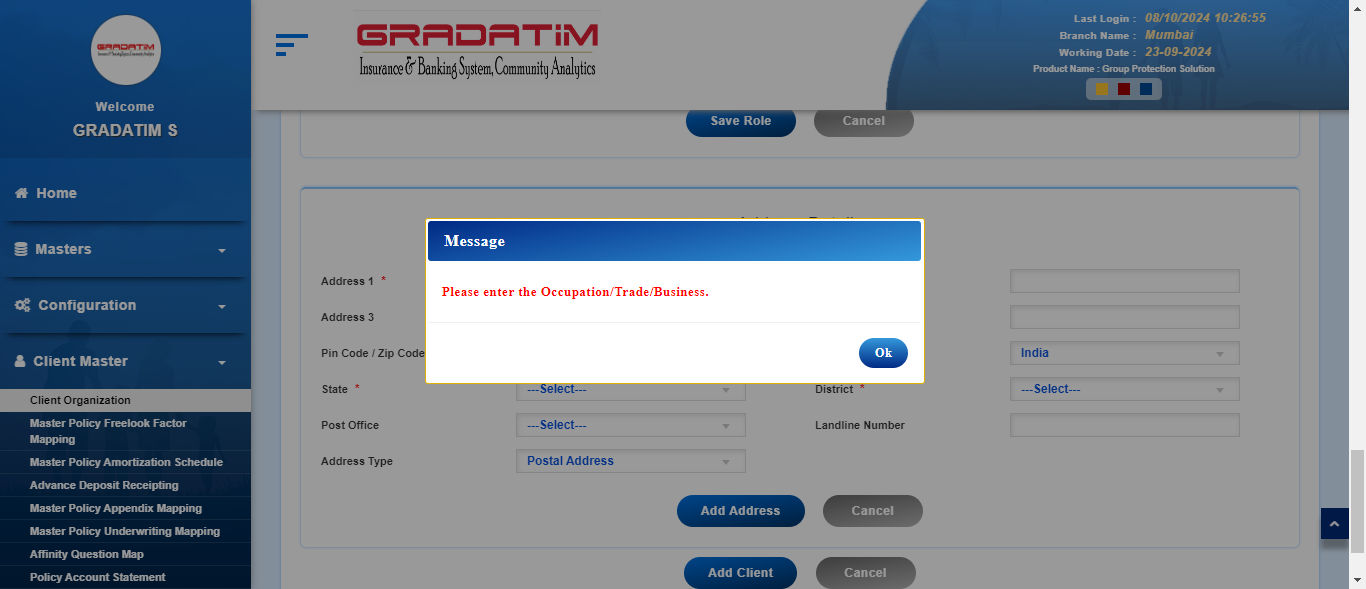 GRADATIM
Welcome
GRADATIM S
Home
Masters
Configuration
Client Master
Client Organization
Master Policy Freelook Factor
Mapping
Master Policy Amortization Schedule
Advance Deposit Receipting
Master Policy Appendix Mapping
Master Policy Underwriting Mapping
Affinity Question Map
Policy Account Statement
GRADATIM
Insurance & Banking System, Community Analytics
Last Login : 08/10/2024 10:26:55
Branch Name : Mumbai
Working Date : 23-09-2024
Product Name : Group Protection Solution
Save Role Cancel
Message
Please enter the Occupation/Trade/Business.
Ok
Address 1 *
Address 3
Pin Code / Zip Code India
State * ---Select--- District * ---Select---
Post Office ---Select--- Landline Number
Address Type Postal Address
Add Address Cancel
Add Client Cancel